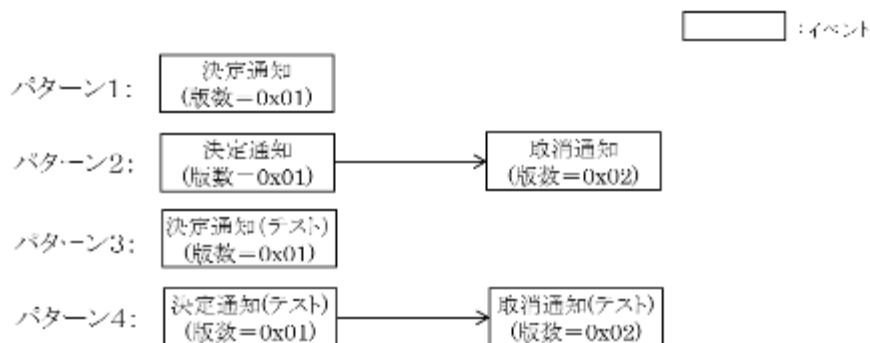 ：イベント
パターン1:
決定通知
(版数＝0x01)
パターン2:
決定通知
(版数＝0x01)
取消通知
(版数＝0x02)
パターン3:
決定通知(テスト)
(版数＝0x01)
パターン4:
決定通知(テスト)
(版数＝0x01)
取消通知(テスト)
(版数＝0x02)